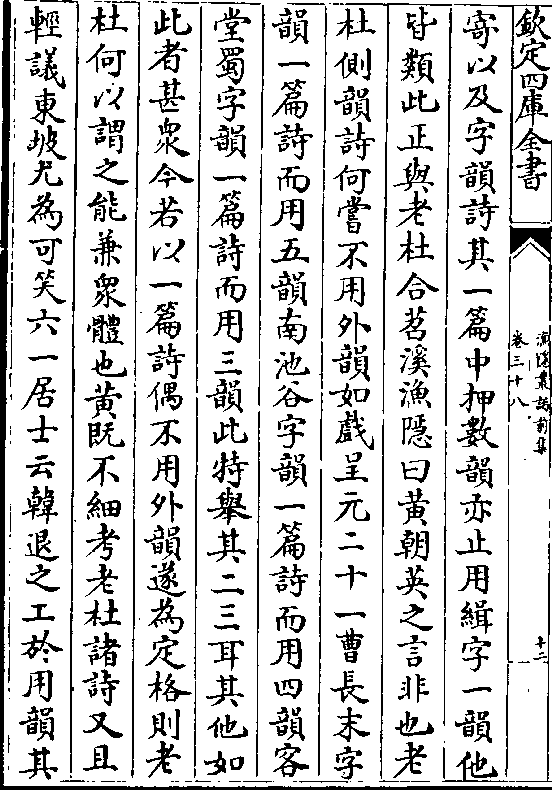 欽定四庫全書
漁隱叢話前集
卷三十八
十二
寄以及字韻詩其一篇中押數韻亦止用緝字一韻他
皆類此正與老杜合苕溪漁隱曰黄朝英之言非也老
杜側韻詩何嘗不用外韻如戲呈元二十一曹長末字
韻一篇詩而用五韻南池谷字韻一篇詩而用四韻客
堂蜀字韻一篇詩而用三韻此特舉其二三耳其他如
此者甚衆今若以一篇詩偶不用外韻遂為定格則老
杜何以謂之能兼衆體也黄既不細考老杜諸詩又且
輕議東坡尤為可笑六一居士云韓退之工於用韻其